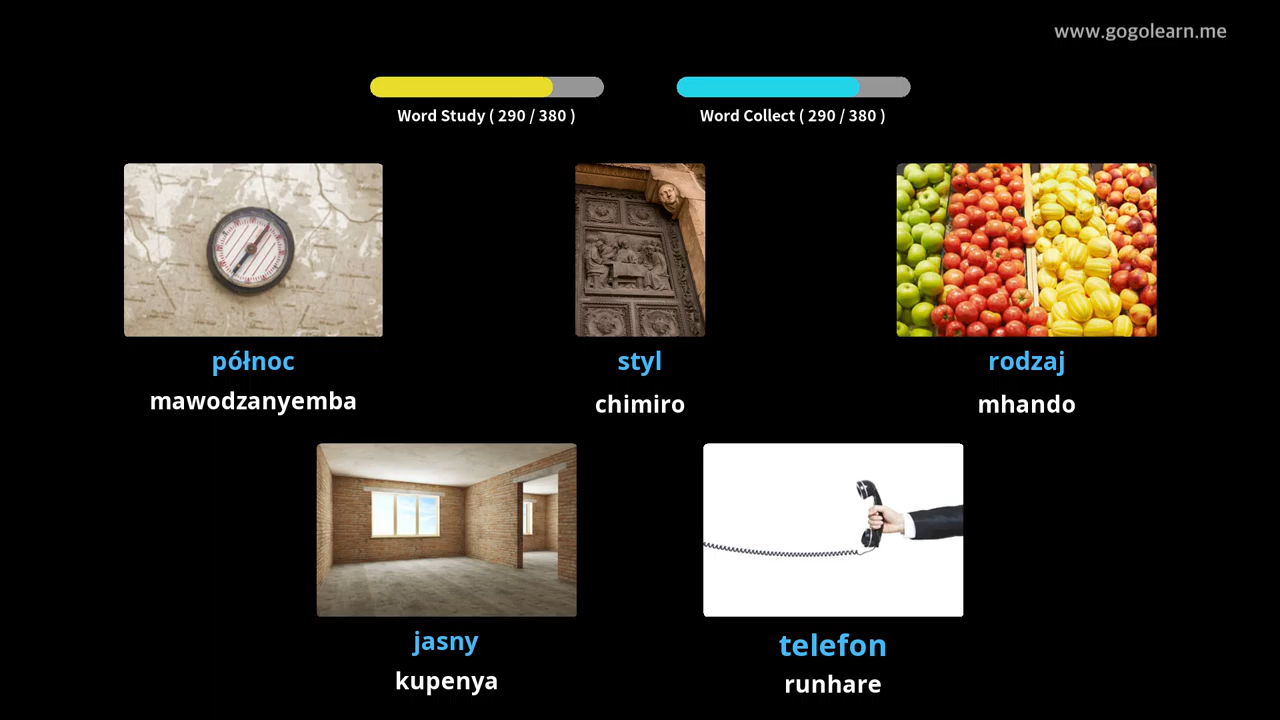 www.gogolearn.me
Word Study ( 290 / 380 )
Word Collect ( 290 / 380 )
północ
styl
rodzaj
mawodzanyemba
chimiro
mhando
jasny
telefon
kupenya
runhare